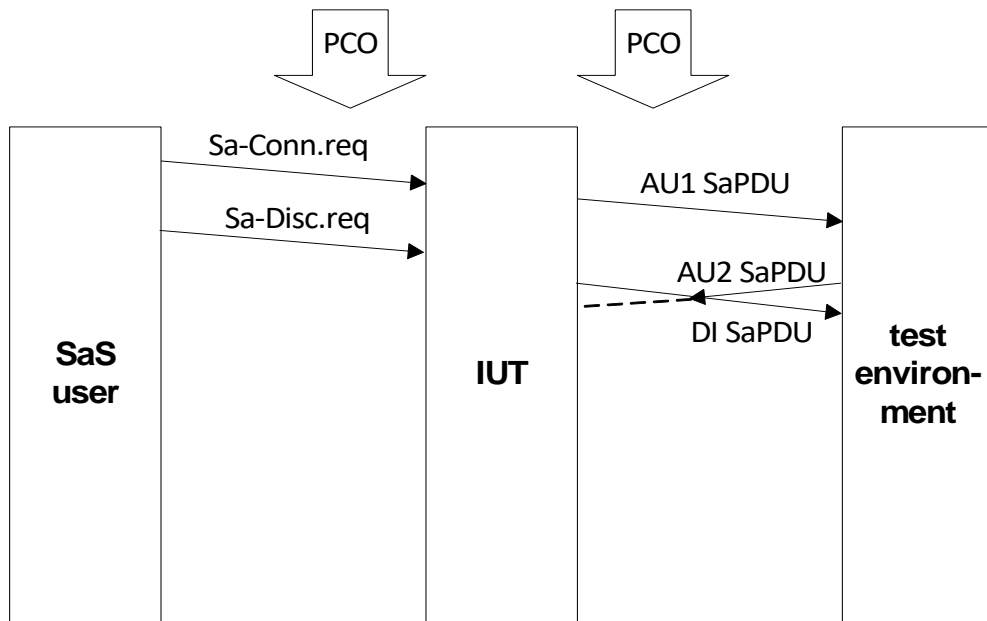 PCO
PCO
Sa-Conn.req
AU1 SaPDU
Sa-Disc.req
AU2 SaPDU
DI SaPDU
SaS
user
IUT
test
environ-
ment